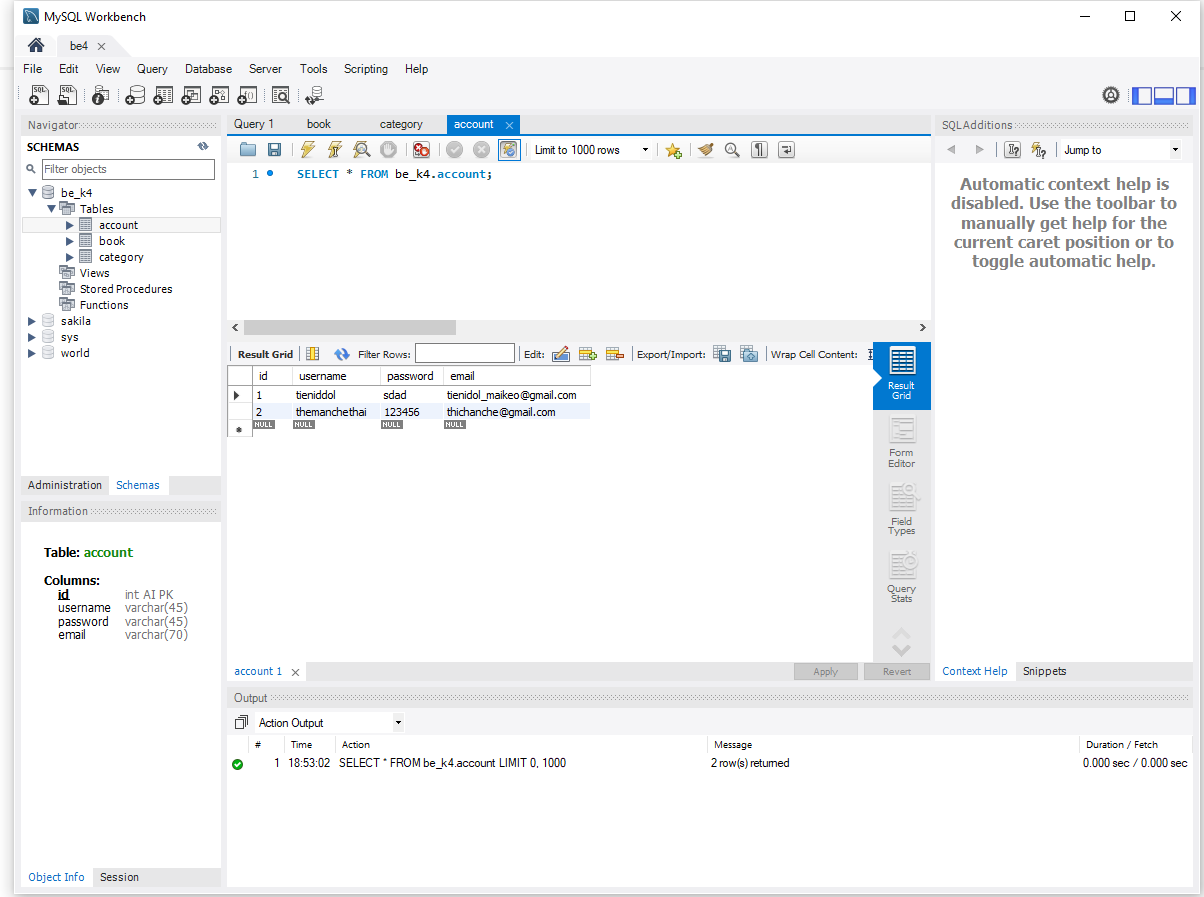 MySQL Workbench
be4
File Edit View Query Database Server Tools Scripting Help
Navigator
SCHEMAS
Filter objects
be_k4
Tables
account
book
category
Views
Stored Procedures
Functions
sakila
sys
world
Administration Schemas
Information
Table: account
Columns:
id int AI PK
username varchar(45)
password varchar(45)
email varchar(70)
Object Info Session
Query 1 book category account
Limit to 1000 rows
1 SELECT * FROM be_k4.account;
Result Grid Filter Rows: Edit: Export/Import: Wrap Cell Content:
id username password email
1 tieniddol sdad tienidol_maikeo@gmail.com
2 themanchethai 123456 thichanche@gmail.com
NULL NULL NULL NULL
Result
Grid
Form
Editor
Field
Types
Query
Stats
account 1 Apply Revert
SQLAdditions
Jump to
Automatic context help is
disabled. Use the toolbar to
manually get help for the
current caret position or to
toggle automatic help.
Context Help Snippets
Output
Action Output
# Time Action Message Duration / Fetch
1 18:53:02 SELECT * FROM be_k4.account LIMIT 0, 1000 2 row(s) returned 0.000 sec / 0.000 sec